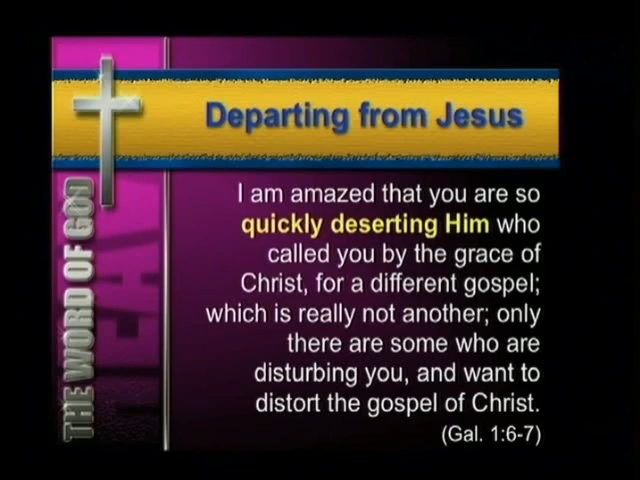 Departing from Jesus
I am amazed that you are so
quickly deserting Him who
called you by the grace of
Christ, for a different gospel;
which is really not another; only
there are some who are
disturbing you, and want to
distort the gospel of Christ.
(Gal. 1:6-7)
THE WORD OF GOD